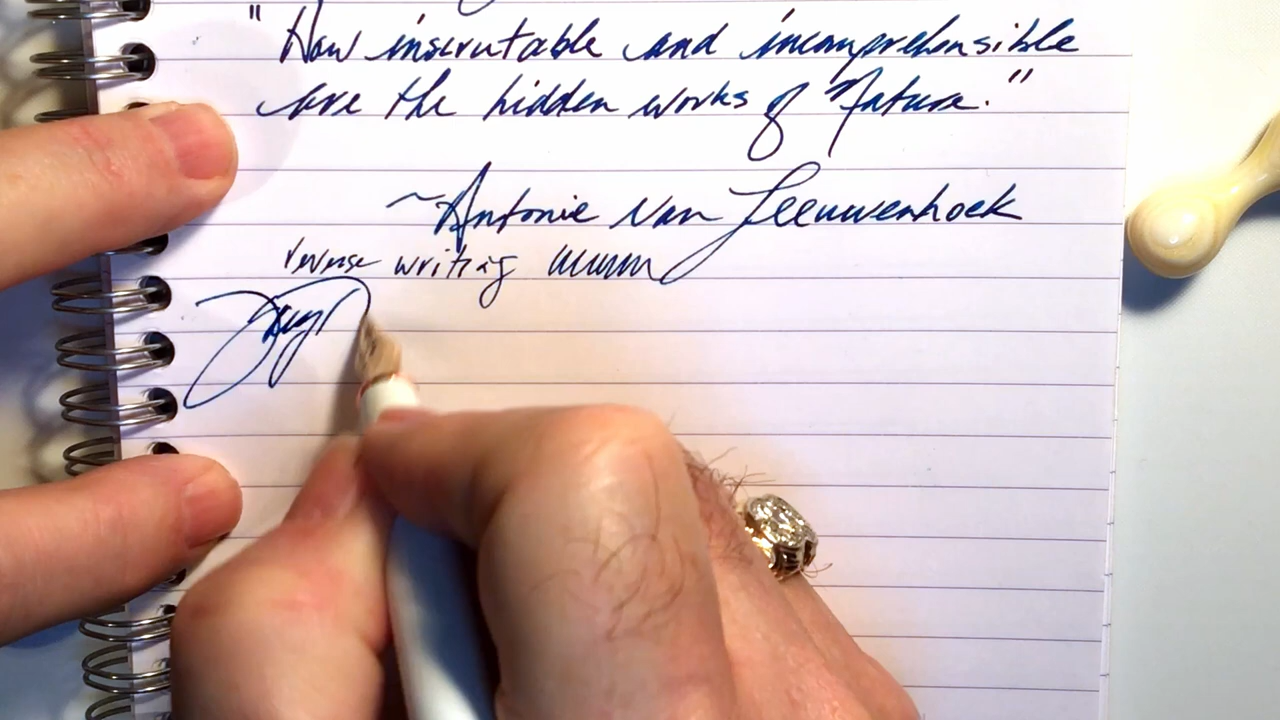 "How inscrutable and incomprehensible
are the hidden works of Nature."
~Antonie Van Leeuwenhoek
reverse writing